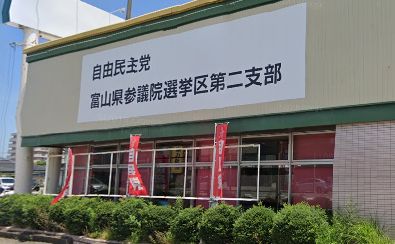 自由民主党
富山県参議院選挙区第二支部